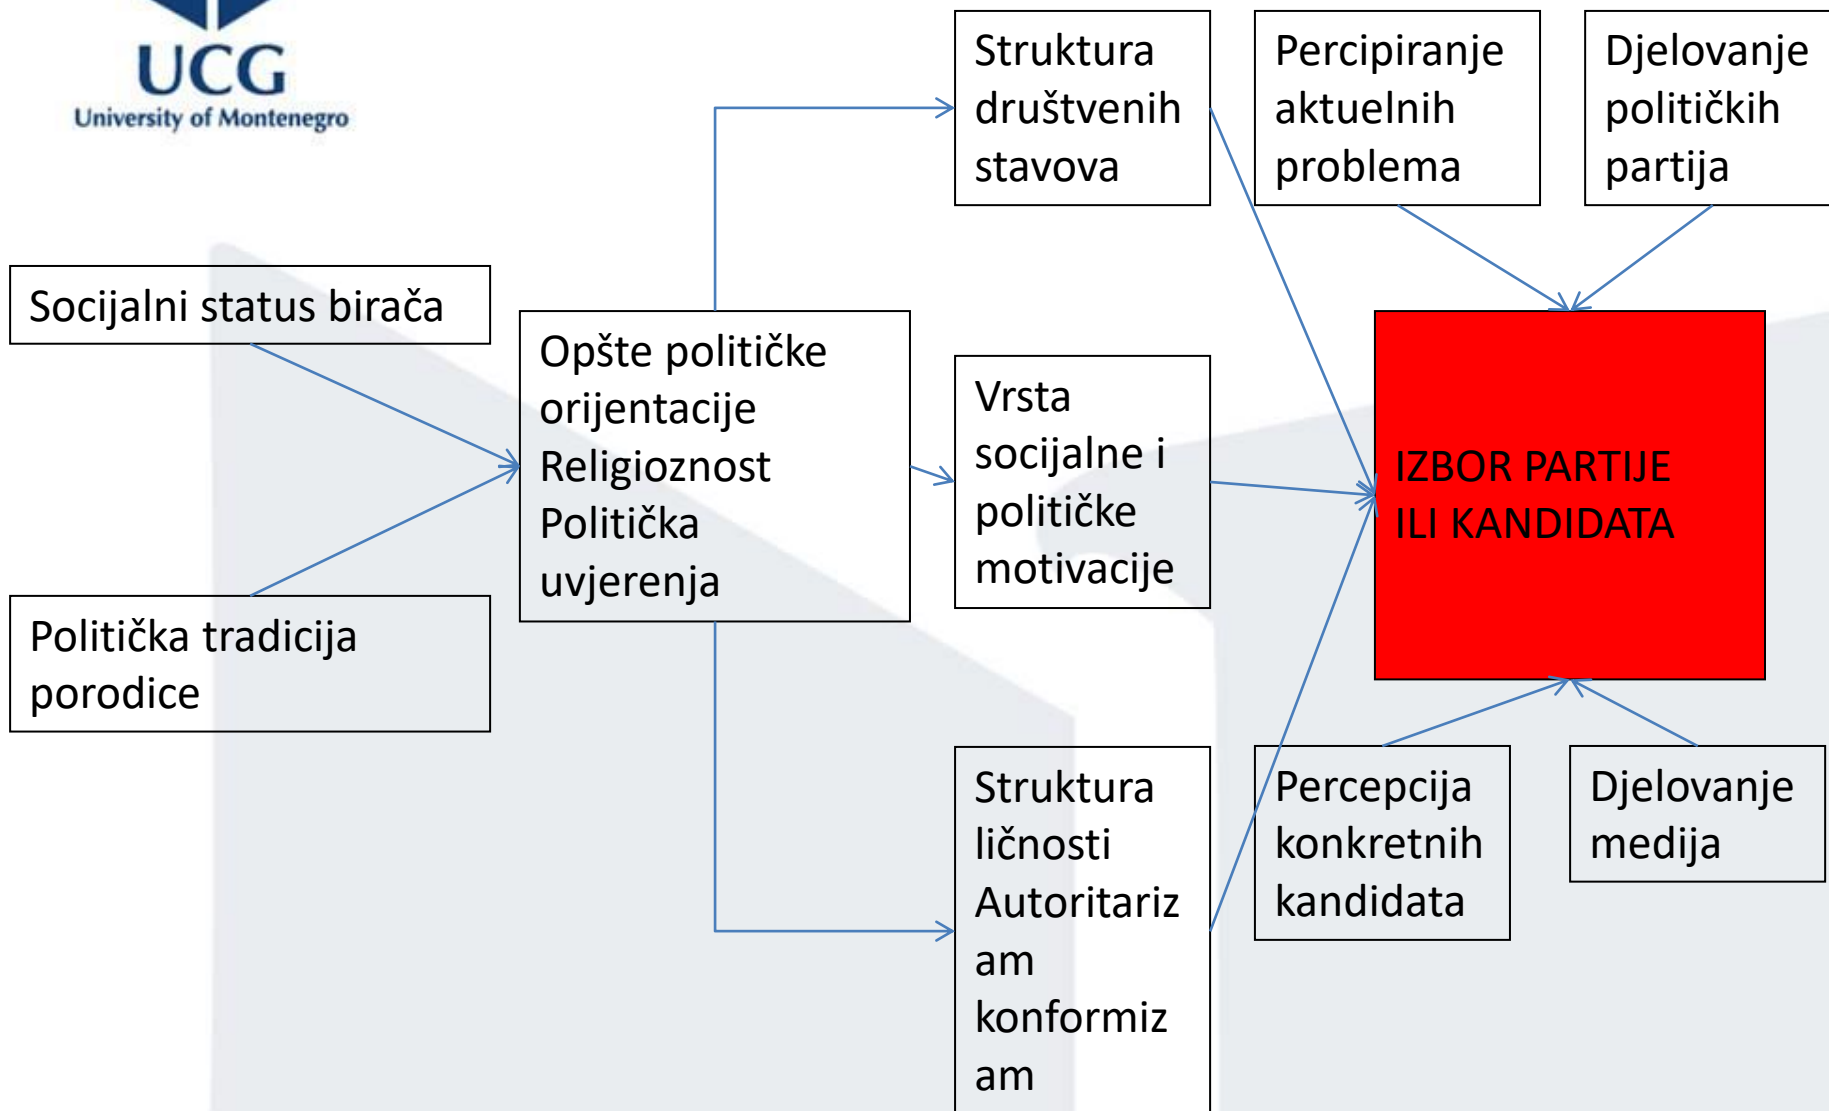 UCG
University of Montenegro
Struktura
društvenih
stavova
Percipiranje
aktuelnih
problema
Djelovanje
političkih
partija
Socijalni status birača
Opšte političke
orijentacije
Religioznost
Politička
uvjerenja
Vrsta
socijalne i
političke
motivacije
IZBOR PARTIJE
ILI KANDIDATA
Politička tradicija
porodice
Struktura
ličnosti
Autoritariz
am
konformiz
am
Percepcija
konkretnih
kandidata
Djelovanje
medija